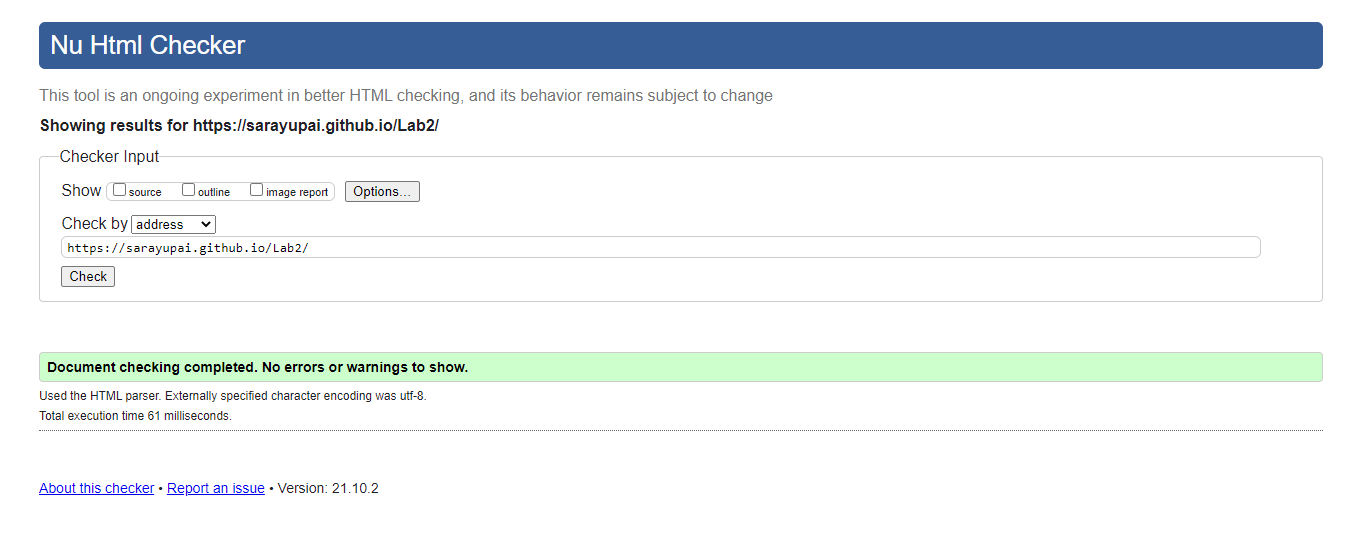 Nu Html Checker
This tool is an ongoing experiment in better HTML checking, and its behavior remains subject to change
Showing results for https://sarayupai.github.io/Lab2/
Checker Input
Show source outline image report Options...
Check by address
https://sarayupai.github.io/Lab2/
Check
Document checking completed. No errors or warnings to show.
Used the HTML parser. Externally specified character encoding was utf-8.
Total execution time 61 milliseconds.
About this checker • Report an issue • Version: 21.10.2